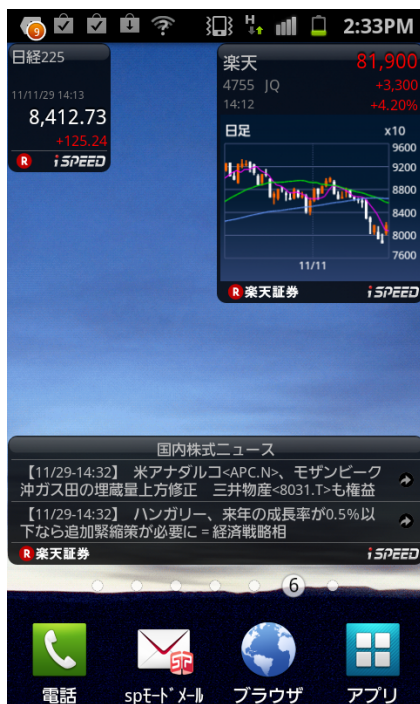 9
H
2:33PM
日経225
11/11/29 14:13
8,412.73
+125.24
R iSPEED
楽天
81,900
4755 JQ
+3,300
14:12
+4.20%
日足
x10
9600
9200
8800
8400
8000
7600
11/11
R楽天証券
iSPEED
国内株式ニュース
【11/29-14:32】 米アナダルコ<APC.N>、モザンビーク
沖ガス田の埋蔵量上方修正 三井物産<8031.T>も権益
【11/29-14:32】 ハンガリー、来年の成長率が0.5%以
下なら追加緊縮策が必要に=経済戦略相
R楽天証券
iSPEED
6
電話
spモードメール
ブラウザ
アプリ